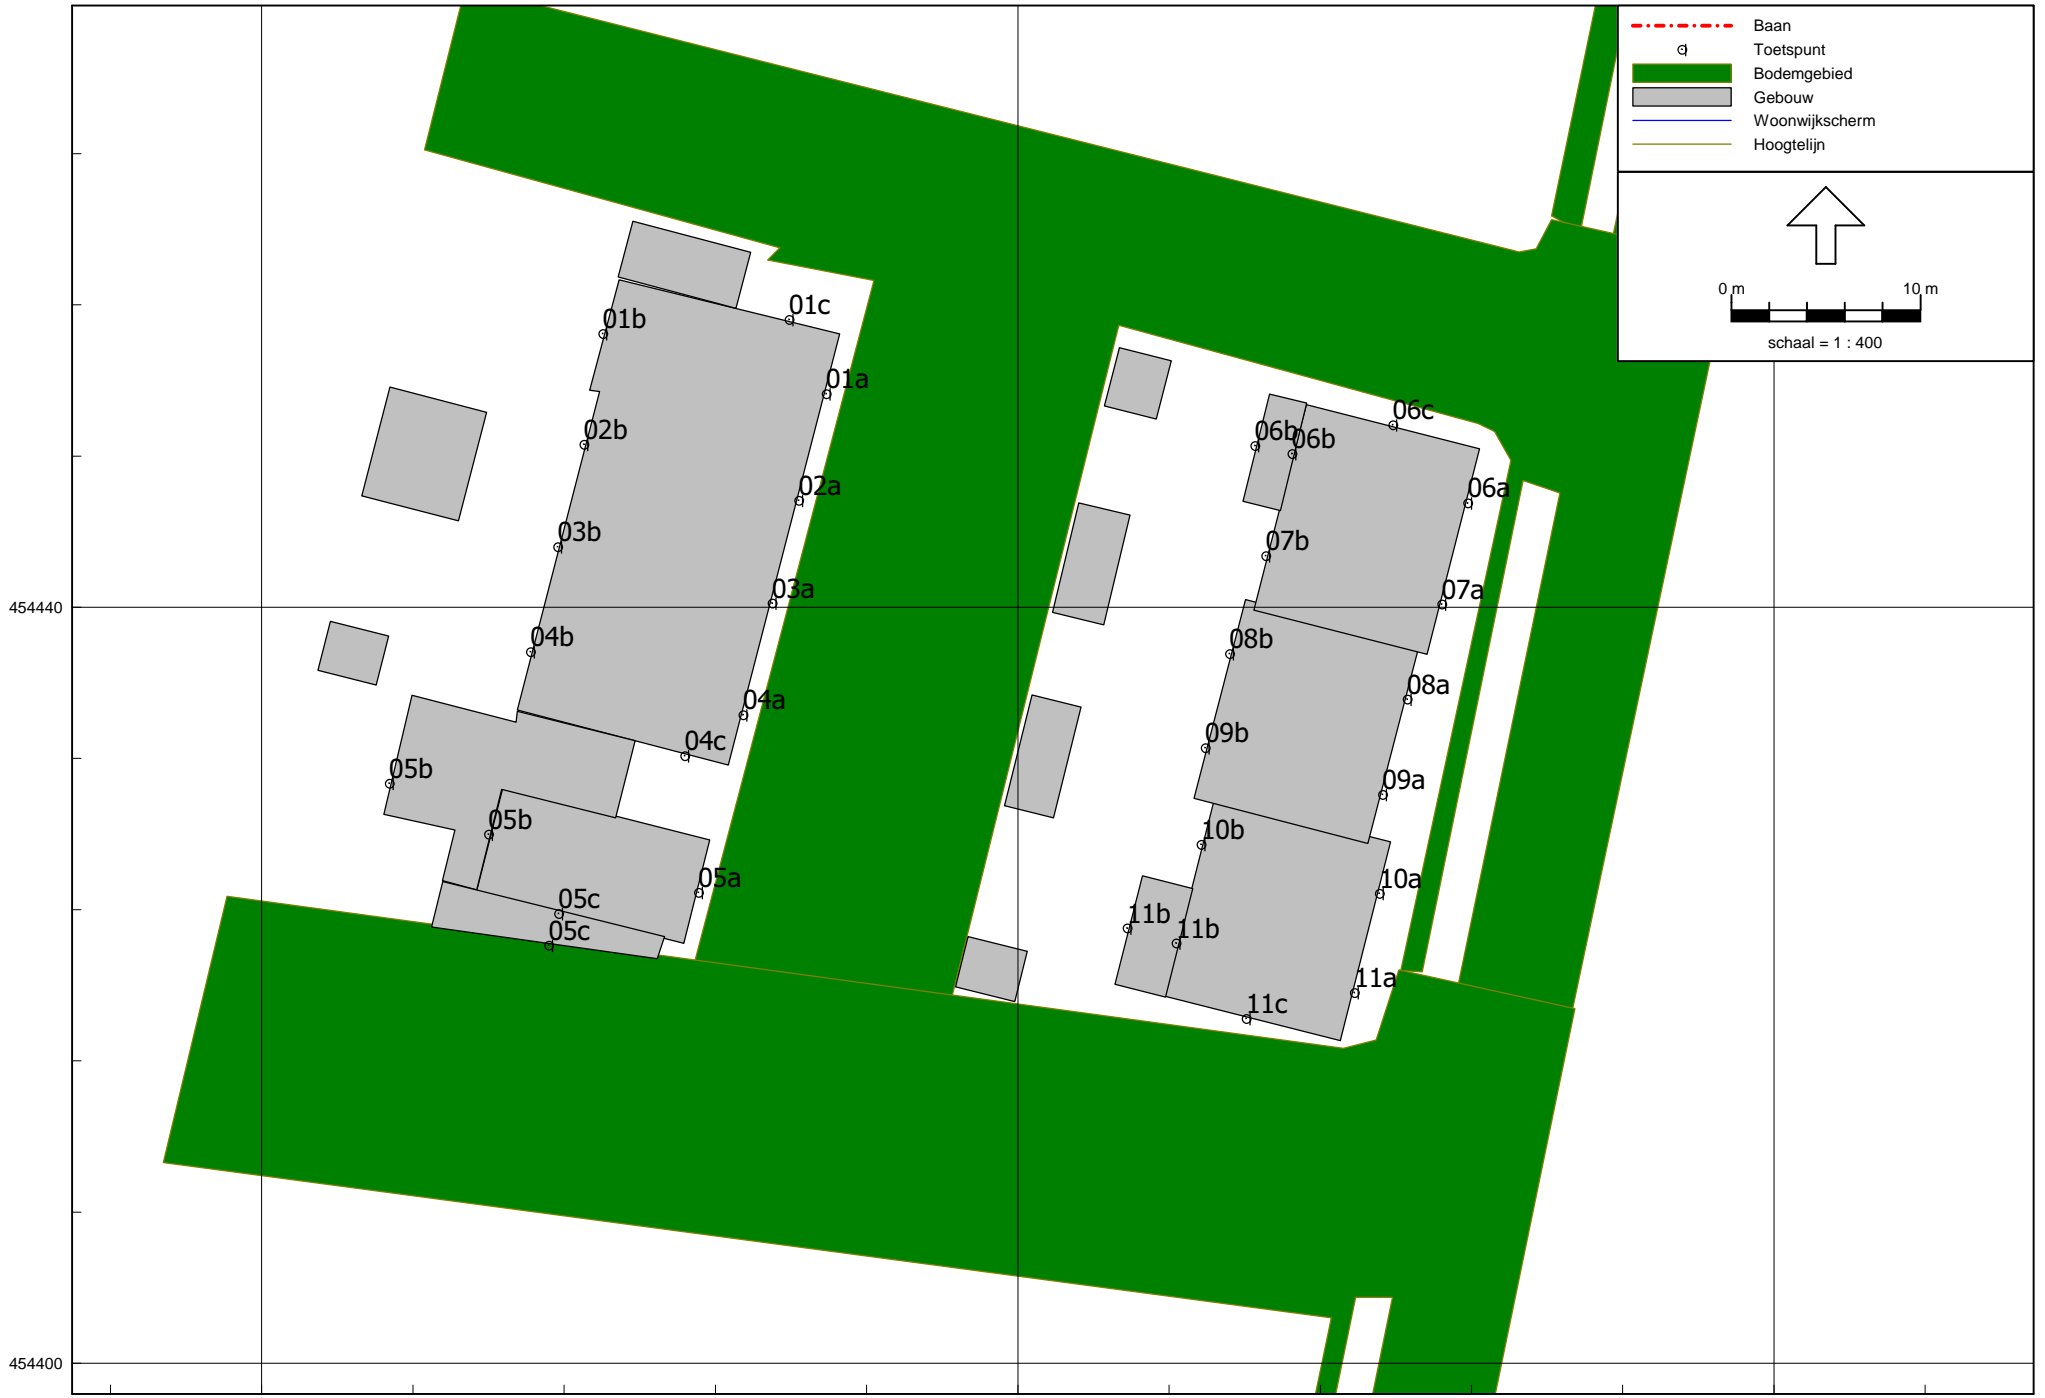 Baan
Toetspunt
Bodemgebied
Gebouw
Woonwijkscherm
Hoogtelijn
0 m 10 m
schaal = 1 : 400
01c
01b
01a
02b
02a
03b
03a
04b
04a
04c
05b
05b
05a
05c
05c
06c
06b
06b
06a
07b
07a
08b
08a
09b
09a
10b
10a
11b
11b
11a
11c
454440
454400